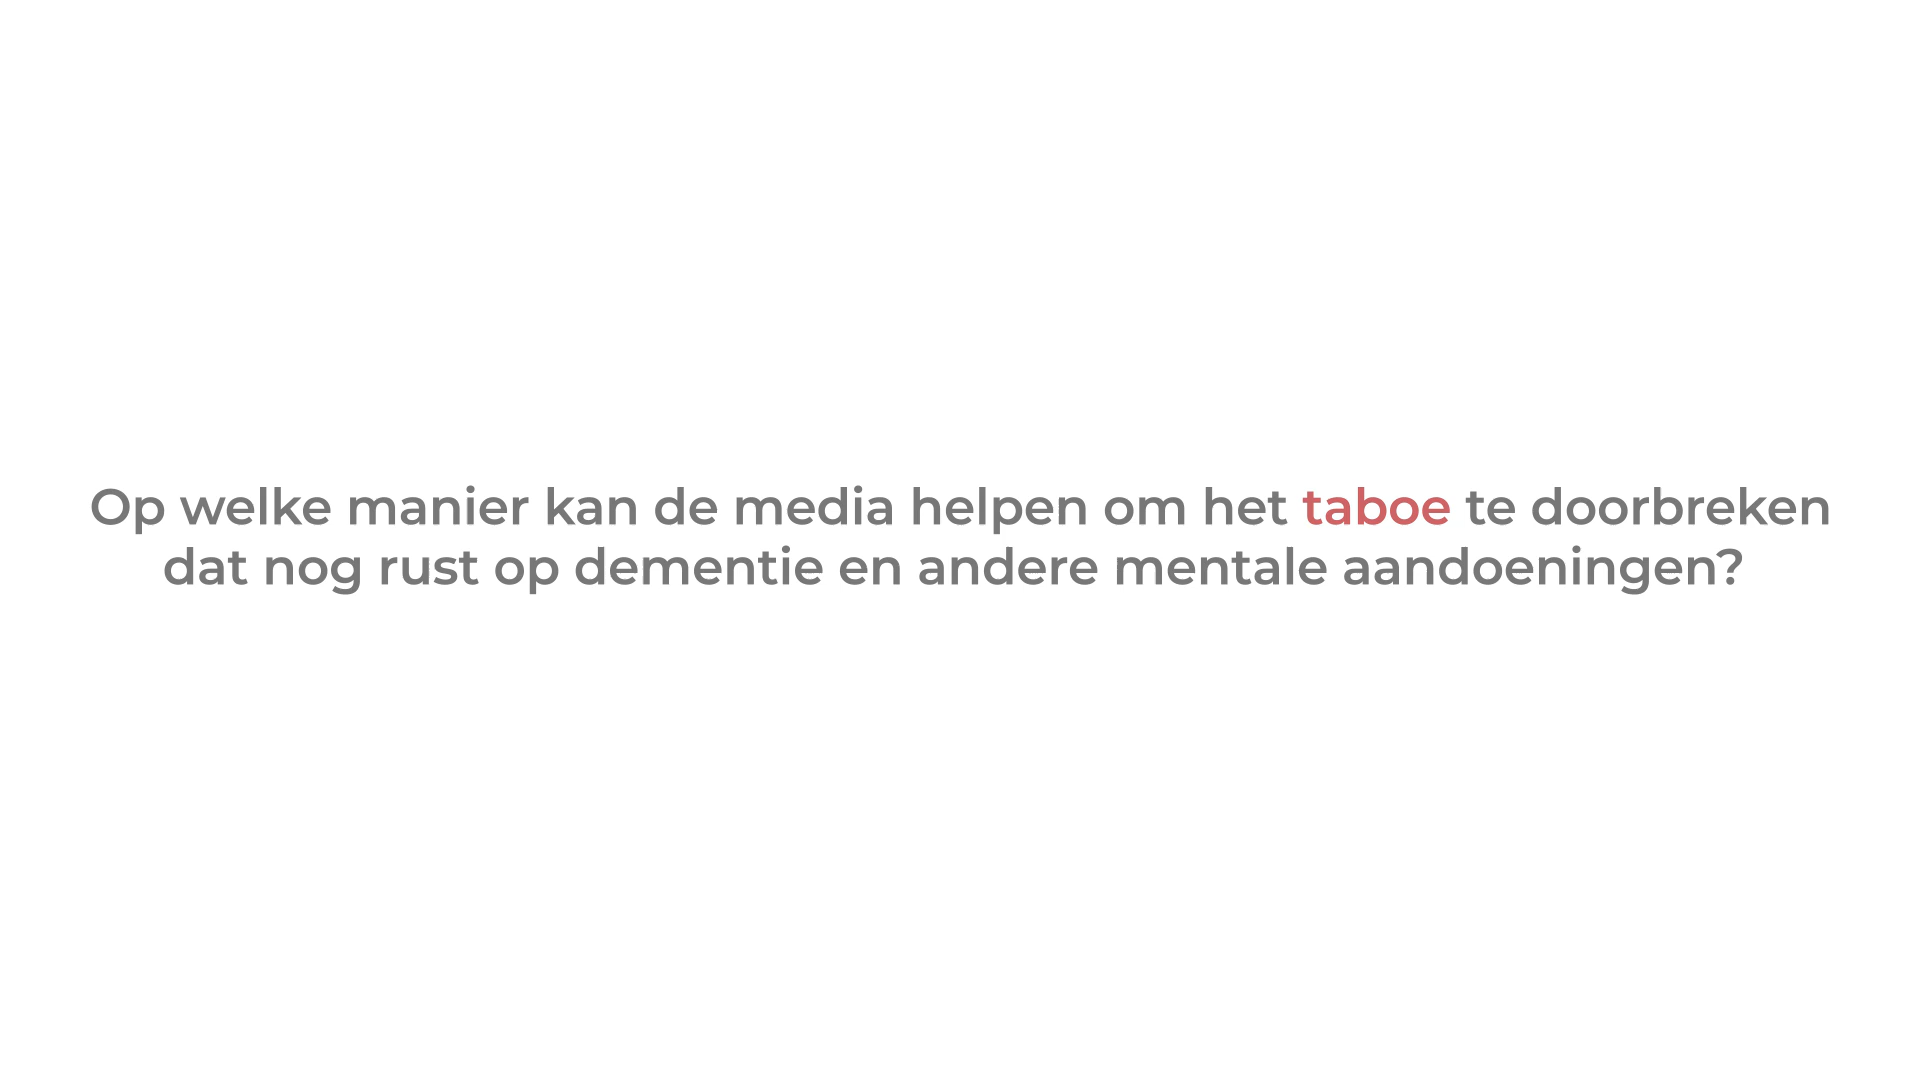 Op welke manier kan de media helpen om het taboe te doorbreken
dat nog rust op dementie en andere mentale aandoeningen?